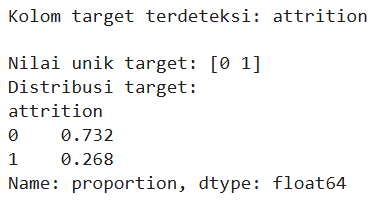 Kolom target terdeteksi: attrition
Nilai unik target: [0 1]
Distribusi target:
attrition
0    0.732
1    0.268
Name: proportion, dtype: float64